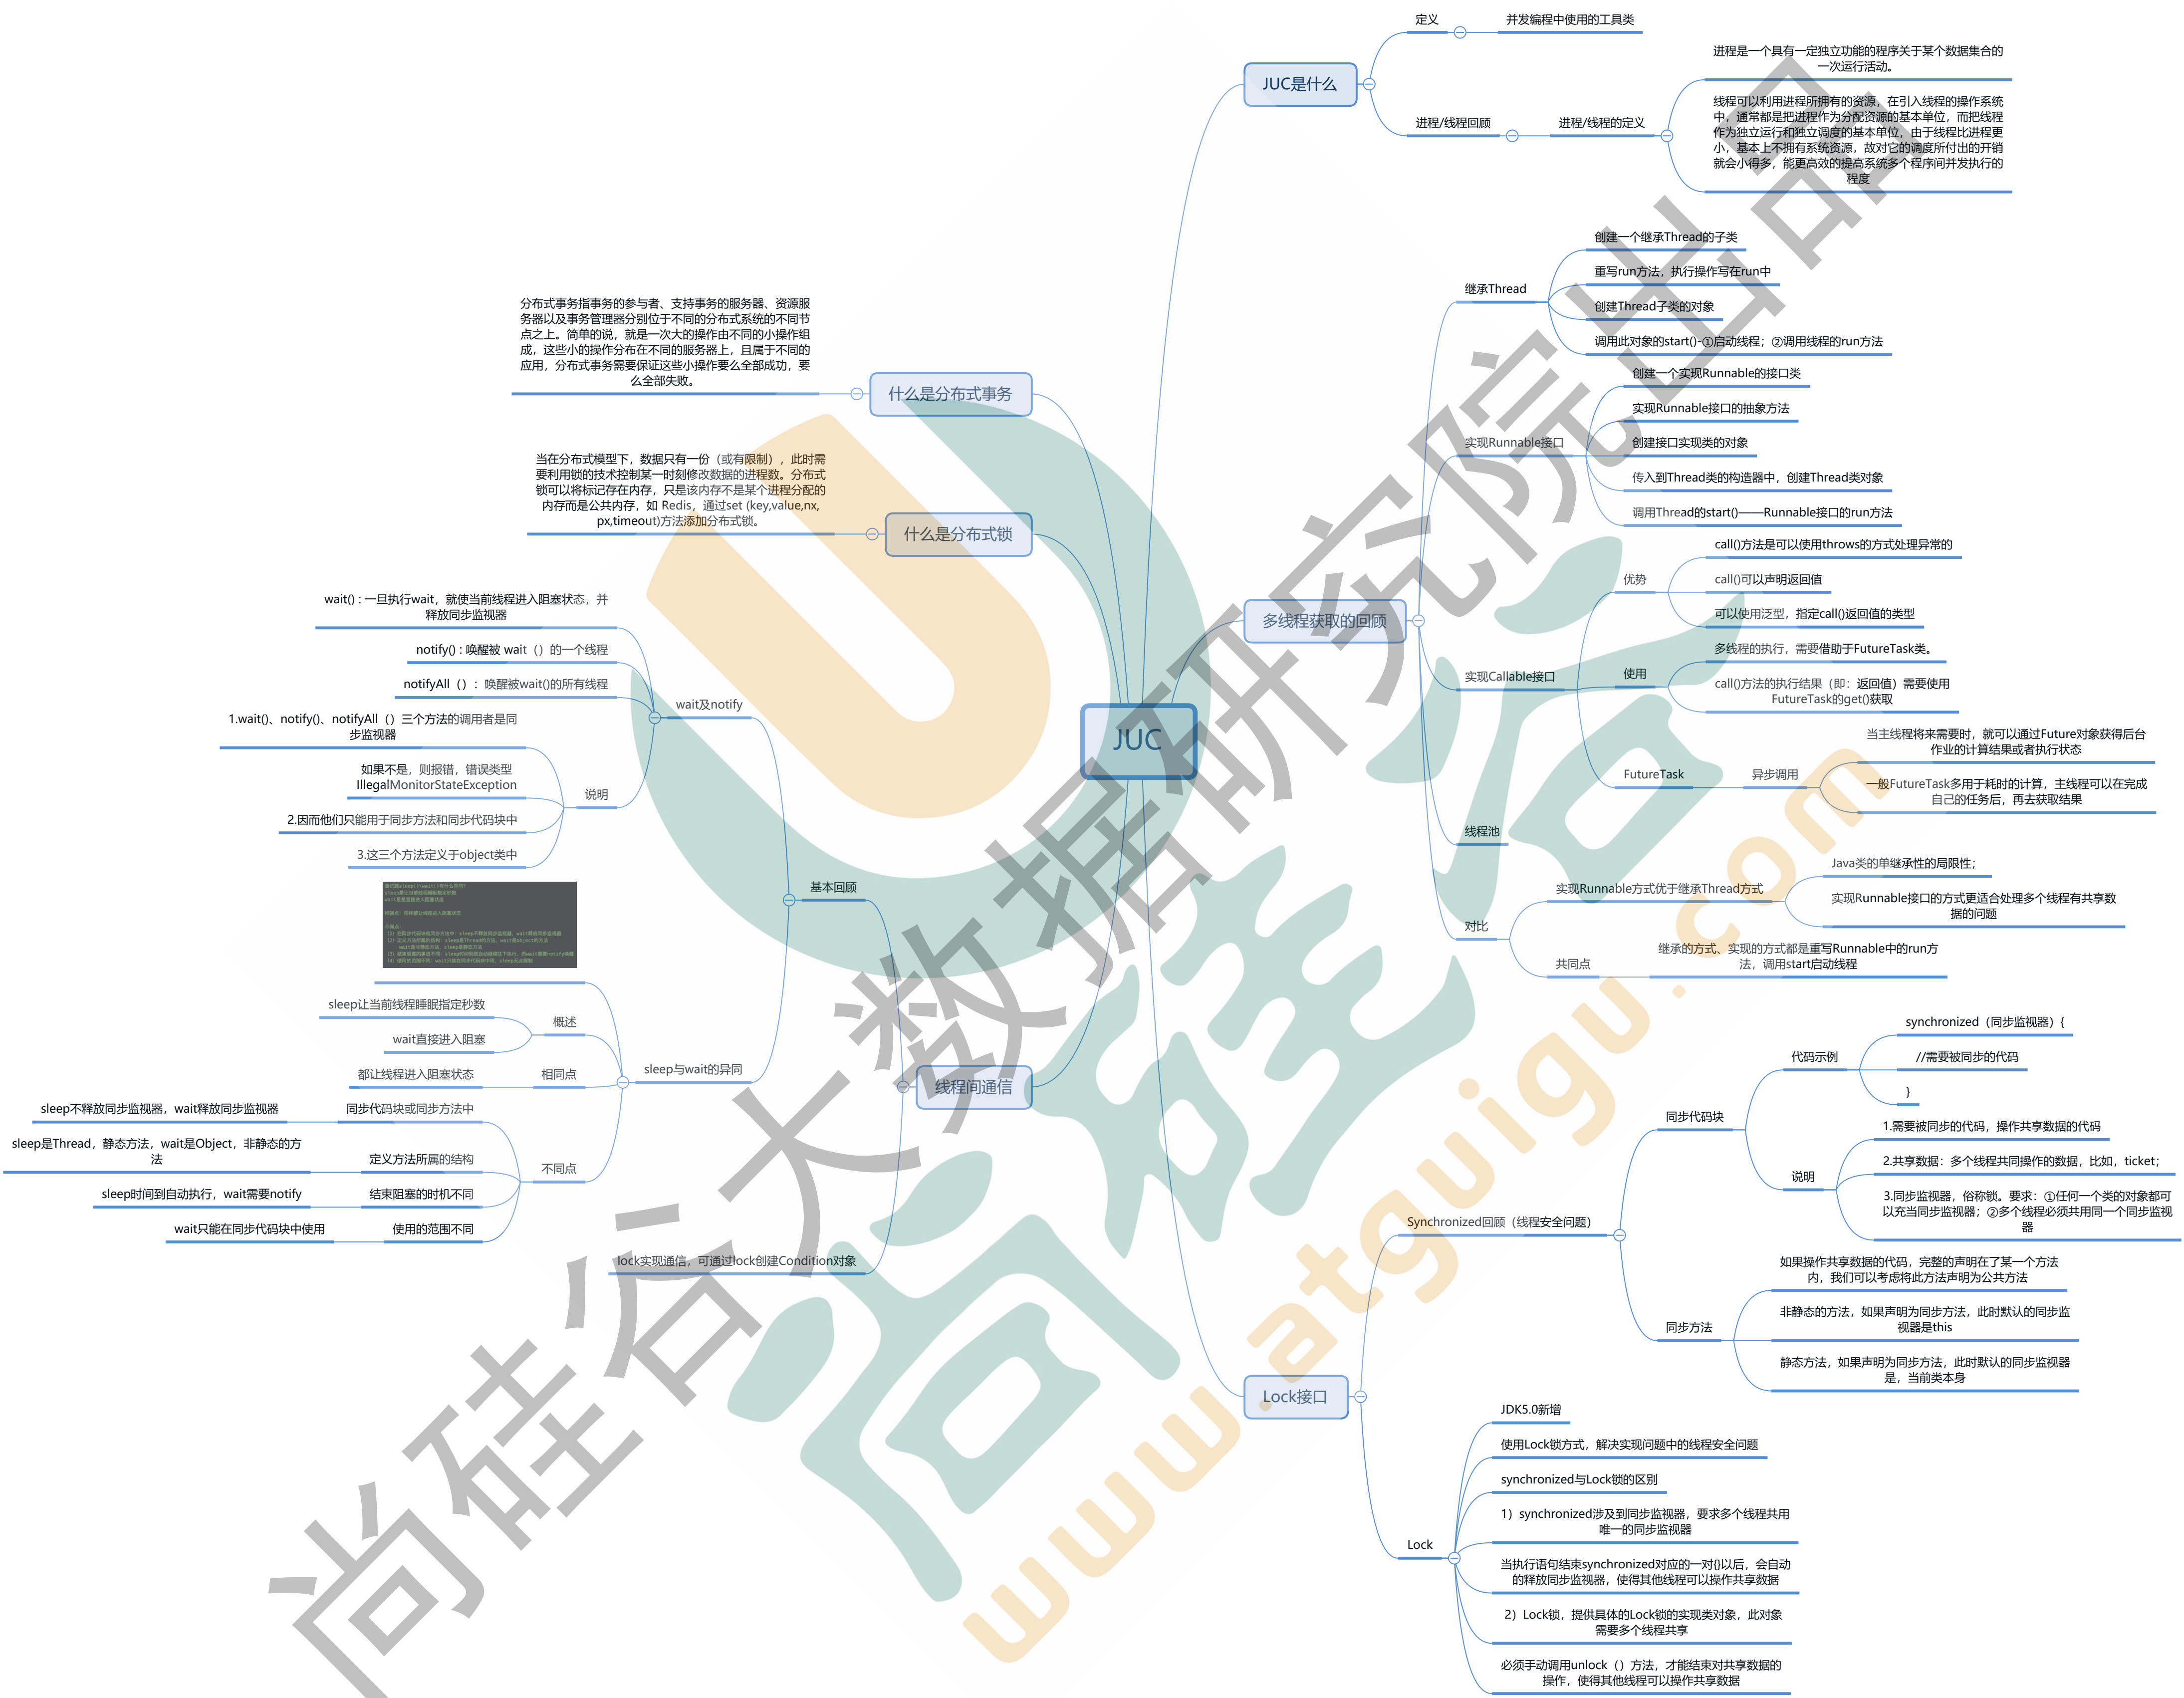 JUC
JUC是什么
定义
并发编程中使用的工具类
进程/线程回顾
进程/线程的定义
进程是一个具有一定独立功能的程序关于某个数据集合的
一次运行活动。
线程可以利用进程所拥有的资源，在引入线程的操作系统
中，通常都是把进程作为分配资源的基本单位，而把线程
作为独立运行和独立调度的基本单位，由于线程比进程更
小，基本上不拥有系统资源，故对它的调度所付出的开销
就会小得多，能更高效的提高系统多个程序间并发执行的
程度
多线程获取的回顾
继承Thread
创建一个继承Thread的子类
重写run方法，执行操作写在run中
创建Thread子类的对象
调用此对象的start()-①启动线程；②调用线程的run方法
实现Runnable接口
创建一个实现Runnable的接口类
实现Runnable接口的抽象方法
创建接口实现类的对象
传入到Thread类的构造器中，创建Thread类对象
调用Thread的start()——Runnable接口的run方法
实现Callable接口
优势
call()方法是可以使用throws的方式处理异常的
call()可以声明返回值
可以使用泛型，指定call()返回值的类型
使用
多线程的执行，需要借助于FutureTask类。
call()方法的执行结果（即：返回值）需要使用
FutureTask的get()获取
FutureTask
异步调用
当主线程将来需要时，就可以通过Future对象获得后台
作业的计算结果或者执行状态
一般FutureTask多用于耗时的计算，主线程可以在完成
自己的任务后，再去获取结果
线程池
对比
实现Runnable方式优于继承Thread方式
Java类的单继承性的局限性；
实现Runnable接口的方式更适合处理多个线程有共享数
据的问题
共同点
继承的方式、实现的方式都是重写Runnable中的run方
法，调用start启动线程
Lock接口
Synchronized回顾（线程安全问题）
同步代码块
代码示例
synchronized（同步监视器）{
//需要被同步的代码
}
说明
1.需要被同步的代码，操作共享数据的代码
2.共享数据：多个线程共同操作的数据，比如，ticket；
3.同步监视器，俗称锁。要求：①任何一个类的对象都可
以充当同步监视器；②多个线程必须共用同一个同步监视
器
同步方法
如果操作共享数据的代码，完整的声明在了某一个方法
内，我们可以考虑将此方法声明为公共方法
非静态的方法，如果声明为同步方法，此时默认的同步监
视器是this
静态方法，如果声明为同步方法，此时默认的同步监视器
是，当前类本身
Lock
JDK5.0新增
使用Lock锁方式，解决实现问题中的线程安全问题
synchronized与Lock锁的区别
1）synchronized涉及到同步监视器，要求多个线程共用
唯一的同步监视器
当执行语句结束synchronized对应的一对{}以后，会自动
的释放同步监视器，使得其他线程可以操作共享数据
2）Lock锁，提供具体的Lock锁的实现类对象，此对象
需要多个线程共享
必须手动调用unlock（）方法，才能结束对共享数据的
操作，使得其他线程可以操作共享数据
什么是分布式事务
分布式事务指事务的参与者、支持事务的服务器、资源服
务器以及事务管理器分别位于不同的分布式系统的不同节
点之上。简单的说，就是一次大的操作由不同的小操作组
成，这些小的操作分布在不同的服务器上，且属于不同的
应用，分布式事务需要保证这些小操作要么全部成功，要
么全部失败。
什么是分布式锁
当在分布式模型下，数据只有一份（或有限制），此时需
要利用锁的技术控制某一时刻修改数据的进程数。分布式
锁可以将标记存在内存，只是该内存不是某个进程分配的
内存而是公共内存，如 Redis，通过set (key,value,nx,
px,timeout)方法添加分布式锁。
线程间通信
基本回顾
wait及notify
wait() : 一旦执行wait，就使当前线程进入阻塞状态，并
释放同步监视器
notify() : 唤醒被 wait（）的一个线程
notifyAll（）：唤醒被wait()的所有线程
说明
1.wait()、notify()、notifyAll（）三个方法的调用者是同
步监视器
如果不是，则报错，错误类型
IllegalMonitorStateException
2.因而他们只能用于同步方法和同步代码块中
3.这三个方法定义于object类中
sleep与wait的异同
概述
sleep让当前线程睡眠指定秒数
wait直接进入阻塞
相同点
都让线程进入阻塞状态
不同点
同步代码块或同步方法中
sleep不释放同步监视器，wait释放同步监视器
定义方法所属的结构
sleep是Thread，静态方法，wait是Object，非静态的方
法
结束阻塞的时机不同
sleep时间到自动执行，wait需要notify
使用的范围不同
wait只能在同步代码块中使用
lock实现通信，可通过lock创建Condition对象
尚硅谷大数据研究院出品
尚硅谷
www.atguigu.com